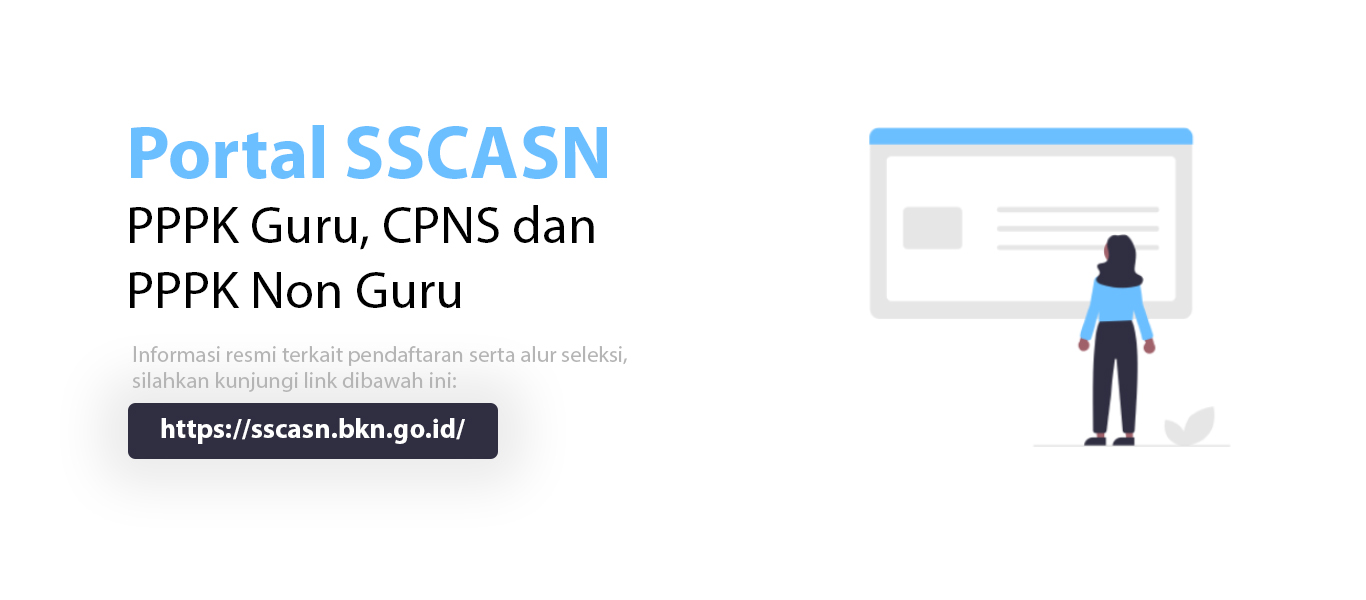 Portal SSCASN
PPPK Guru, CPNS dan
PPPK Non Guru
Informasi resmi terkait pendaftaran serta alur seleksi,
silahkan kunjungi link dibawah ini:
https://sscasn.bkn.go.id/